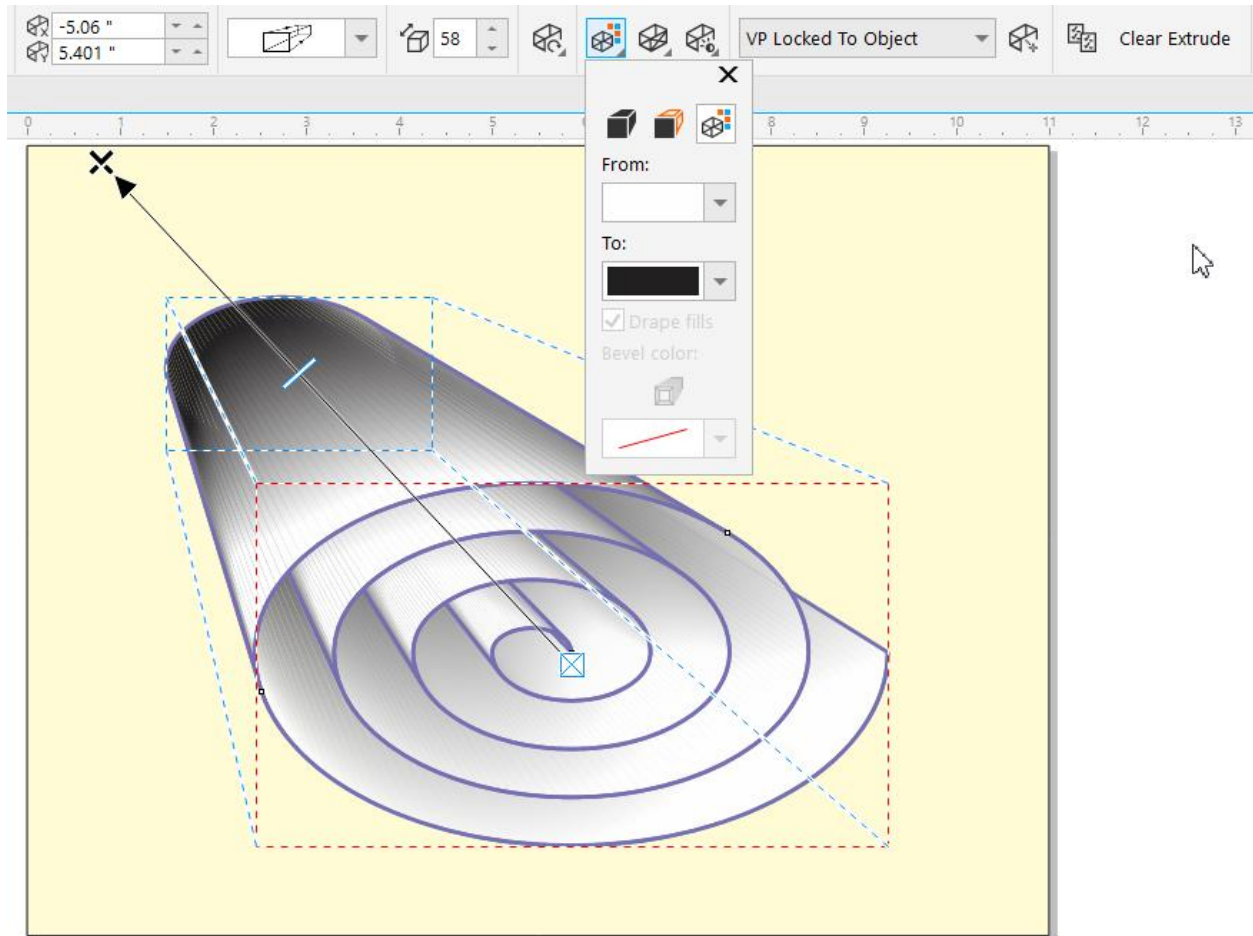 -5.06 "
5.401 "
58
VP Locked To Object
Clear Extrude
0 1 2 3 4 5 8 9 10 11 12 13
From:
To:
Drape fills
Bevel color: